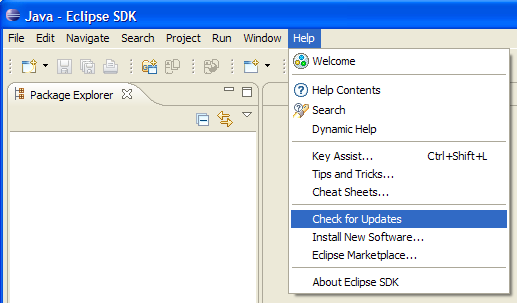 Java - Eclipse SDK
File Edit Navigate Search Project Run Window Help
Package Explorer
Welcome
Help Contents
Search
Dynamic Help
Key Assist... Ctrl+Shift+L
Tips and Tricks...
Cheat Sheets...
Check for Updates
Install New Software...
Eclipse Marketplace...
About Eclipse SDK